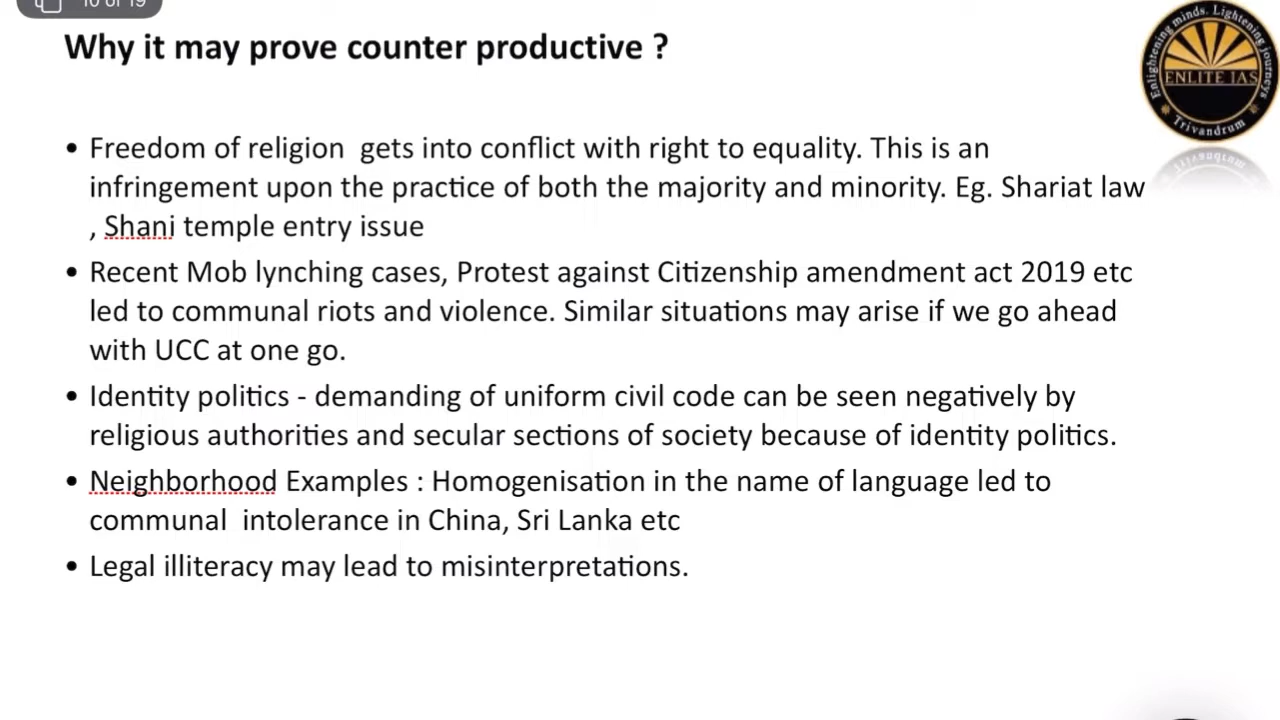 10 of 19
Why it may prove counter productive ?
Enlightening minds. Lightening journeys
ENLITE IAS
Trivandrum
• Freedom of religion  gets into conflict with right to equality. This is an
infringement upon the practice of both the majority and minority. Eg. Shariat law
, Shani temple entry issue
• Recent Mob lynching cases, Protest against Citizenship amendment act 2019 etc
led to communal riots and violence. Similar situations may arise if we go ahead
with UCC at one go.
• Identity politics - demanding of uniform civil code can be seen negatively by
religious authorities and secular sections of society because of identity politics.
• Neighborhood Examples : Homogenisation in the name of language led to
communal  intolerance in China, Sri Lanka etc
• Legal illiteracy may lead to misinterpretations.